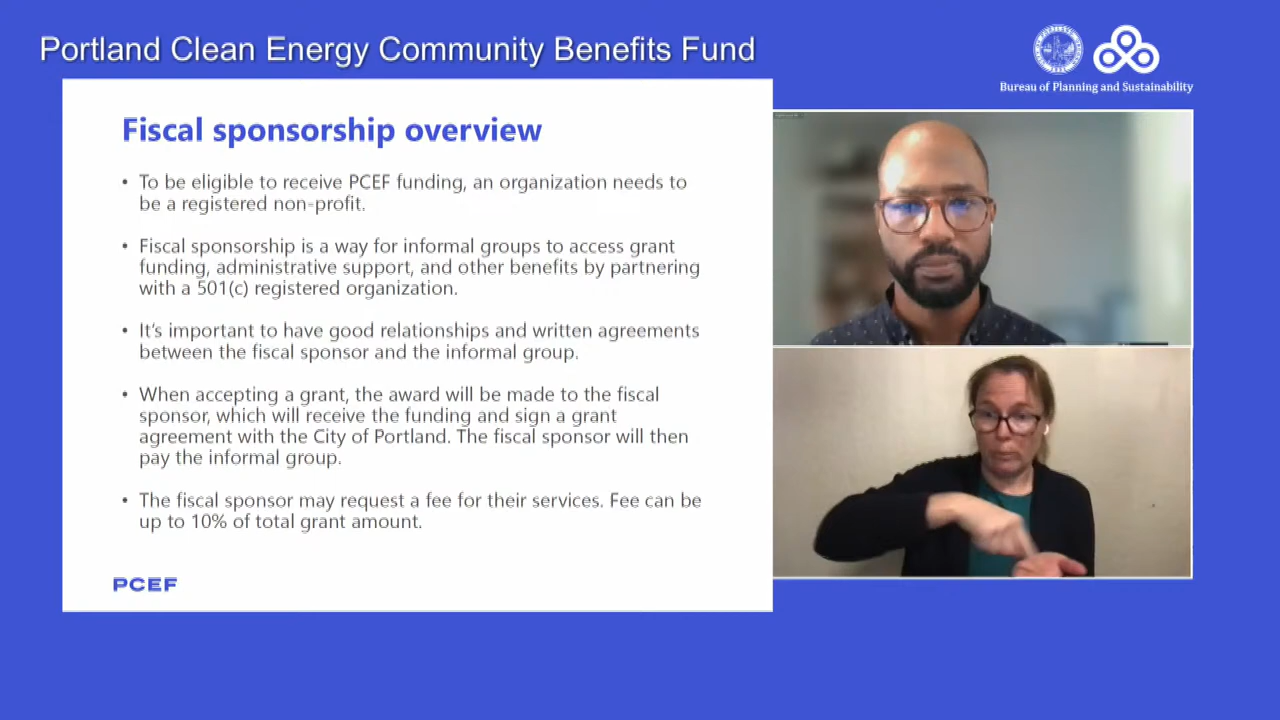 Portland Clean Energy Community Benefits Fund
Bureau of Planning and Sustainability
Fiscal sponsorship overview
• To be eligible to receive PCEF funding, an organization needs to
be a registered non-profit.
• Fiscal sponsorship is a way for informal groups to access grant
funding, administrative support, and other benefits by partnering
with a 501(c) registered organization.
• It's important to have good relationships and written agreements
between the fiscal sponsor and the informal group.
• When accepting a grant, the award will be made to the fiscal
sponsor, which will receive the funding and sign a grant
agreement with the City of Portland. The fiscal sponsor will then
pay the informal group.
• The fiscal sponsor may request a fee for their services. Fee can be
up to 10% of total grant amount.
PCEF